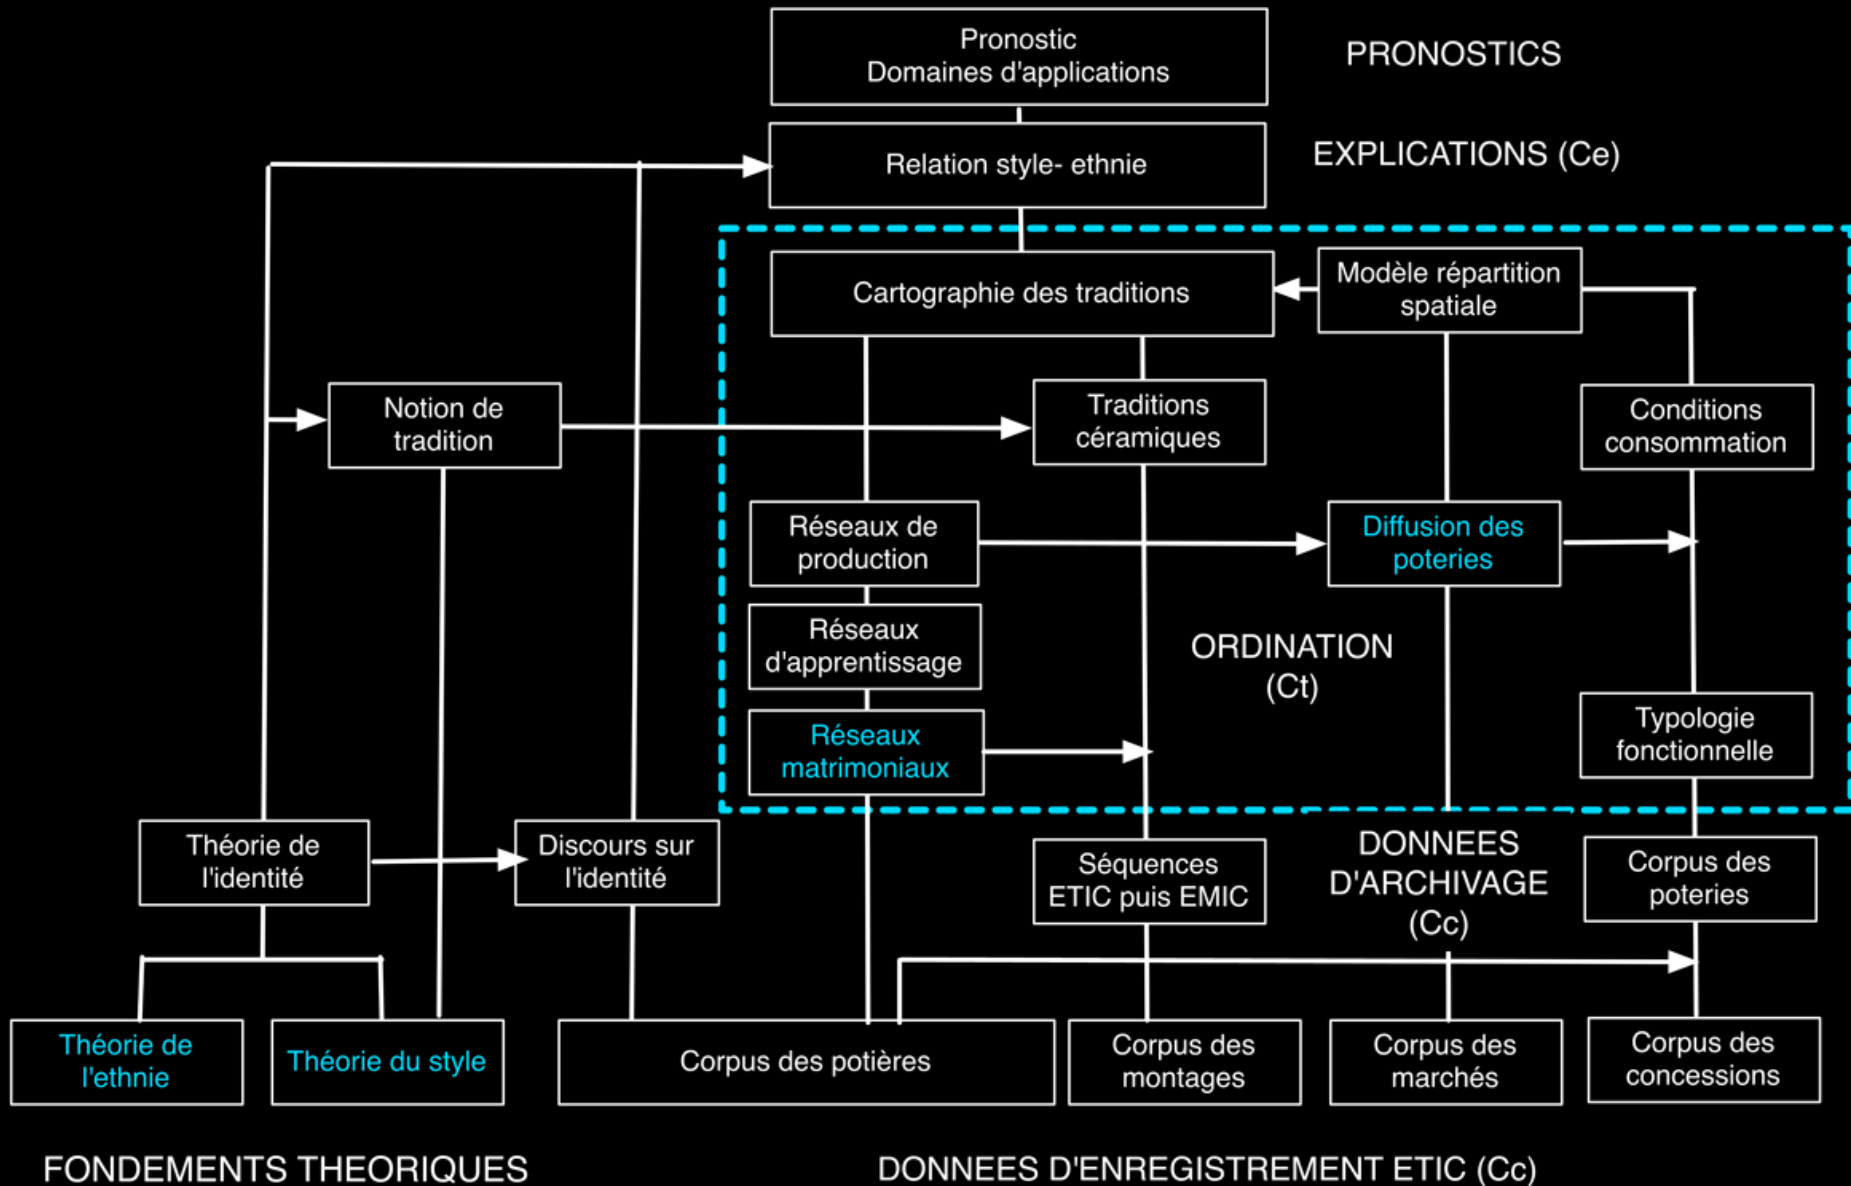 Pronostic
Domaines d'applications
PRONOSTICS
Relation style- ethnie
EXPLICATIONS (Ce)
Cartographie des traditions
Modèle répartition
spatiale
Notion de
tradition
Traditions
céramiques
Conditions
consommation
Réseaux de
production
Diffusion des
poteries
Réseaux
d'apprentissage
ORDINATION
(Ct)
Réseaux
matrimoniaux
Typologie
fonctionnelle
Théorie de
l'identité
Discours sur
l'identité
Séquences
ETIC puis EMIC
DONNEES
D'ARCHIVAGE
(Cc)
Corpus des
poteries
Théorie de
l'ethnie
Théorie du style
Corpus des potières
Corpus des
montages
Corpus des
marchés
Corpus des
concessions
FONDEMENTS THEORIQUES
DONNEES D'ENREGISTREMENT ETIC (Cc)